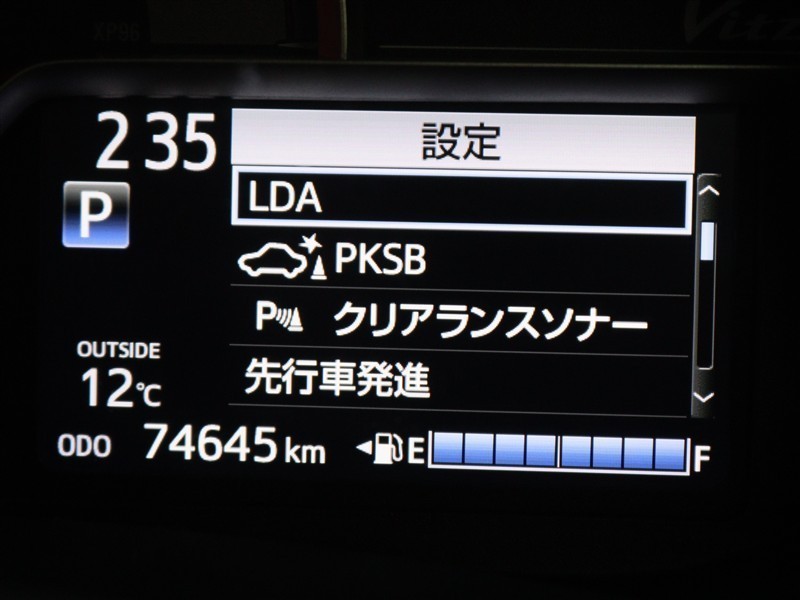 Vitz
2 35
設定
P
LDA
PKSB
P クリアランスソナー
先行車発進
OUTSIDE
12℃
ODO 74645 km
E F